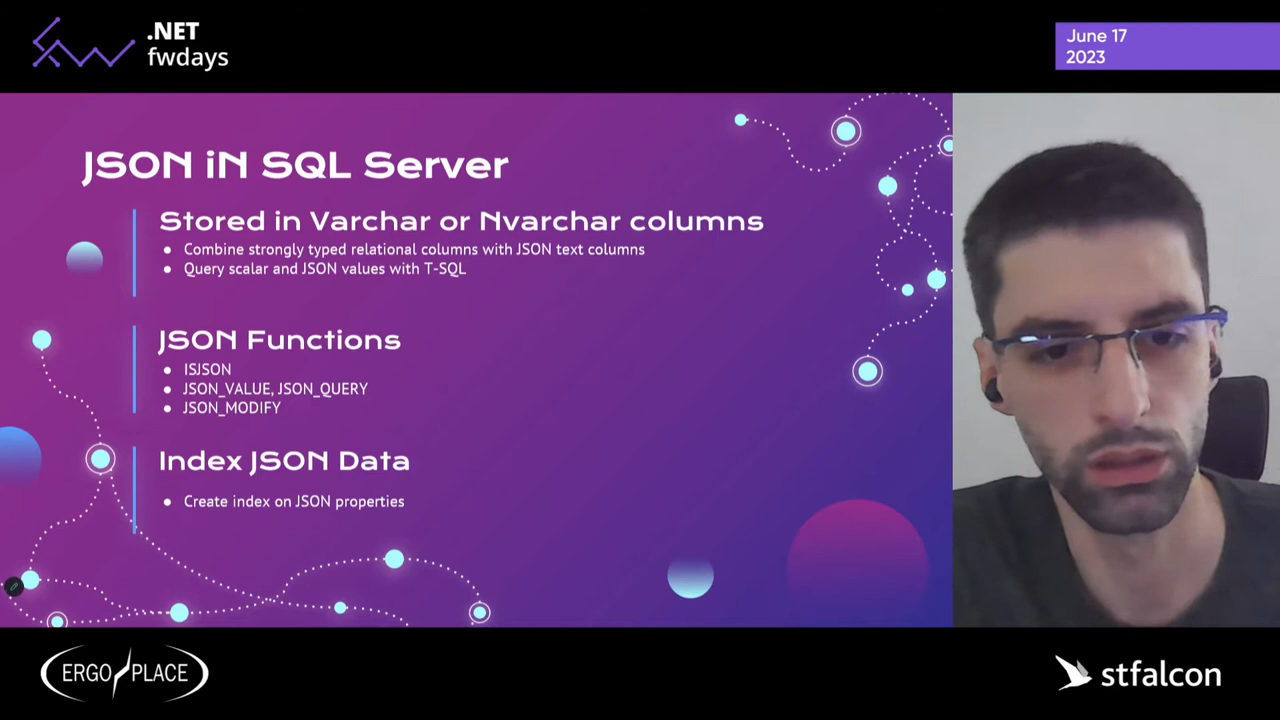 .NET
fwdays
June 17
2023
JSON iN SQL Server
Stored in Varchar or Nvarchar columns
Combine strongly typed relational columns with JSON text columns
Query scalar and JSON values with T-SQL
JSON Functions
ISJSON
JSON_VALUE, JSON_QUERY
JSON_MODIFY
Index JSON Data
Create index on JSON properties
ERGO PLACE
stfalcon